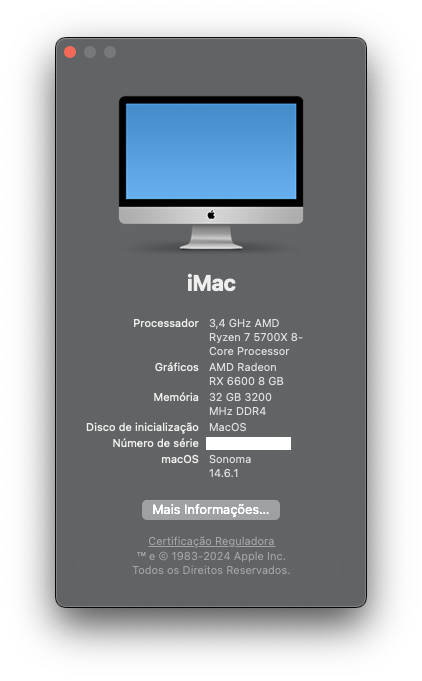 iMac
Processador 3,4 GHz AMD
Ryzen 7 5700X 8-
Core Processor
Gráficos AMD Radeon
RX 6600 8 GB
Memória 32 GB 3200
MHz DDR4
Disco de inicialização MacOS
Número de série
macOS Sonoma
14.6.1
Mais Informações...
Certificação Reguladora
™ e © 1983-2024 Apple Inc.
Todos os Direitos Reservados.